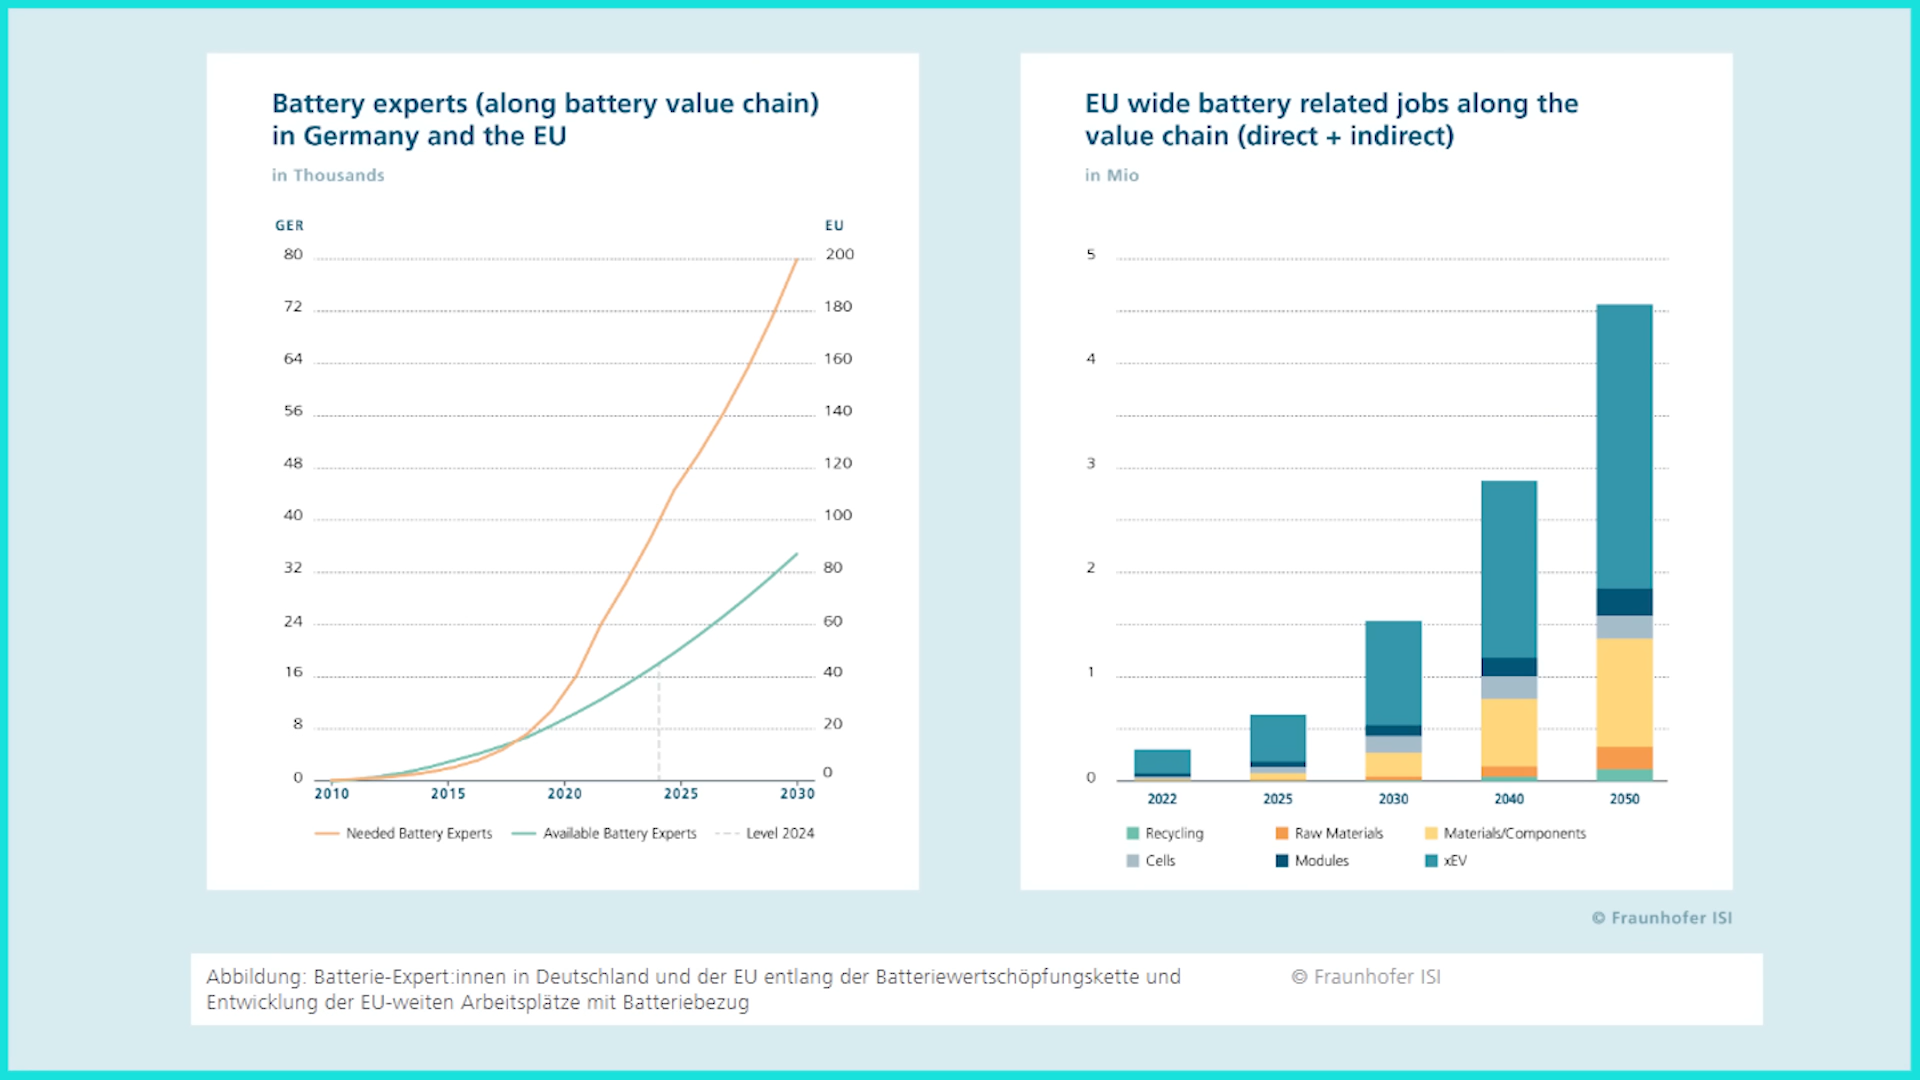 Battery experts (along battery value chain)
in Germany and the EU
in Thousands
GER
EU
80
200
72
180
64
160
56
140
48
120
40
100
32
80
24
60
16
40
8
20
0
0
2010
2015
2020
2025
2030
Needed Battery Experts
Available Battery Experts
Level 2024
EU wide battery related jobs along the
value chain (direct + indirect)
in Mio
5
4
3
2
1
0
2022
2025
2030
2040
2050
Recycling
Raw Materials
Materials/Components
Cells
Modules
xEV
© Fraunhofer ISI
Abbildung: Batterie-Expert:innen in Deutschland und der EU entlang der Batteriewertschöpfungskette und
Entwicklung der EU-weiten Arbeitsplätze mit Batteriebezug
© Fraunhofer ISI